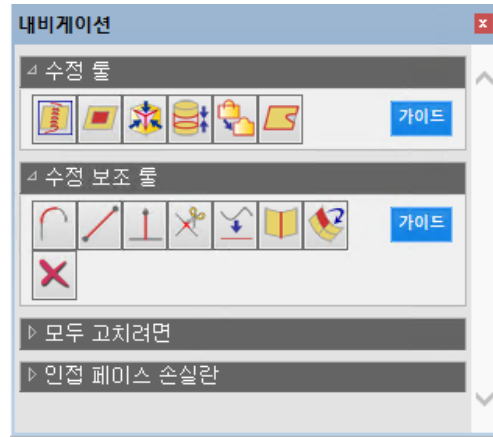 내비게이션
수정 툴
가이드
수정 보조 툴
가이드
모두 고치려면
인접 페이스 손실란